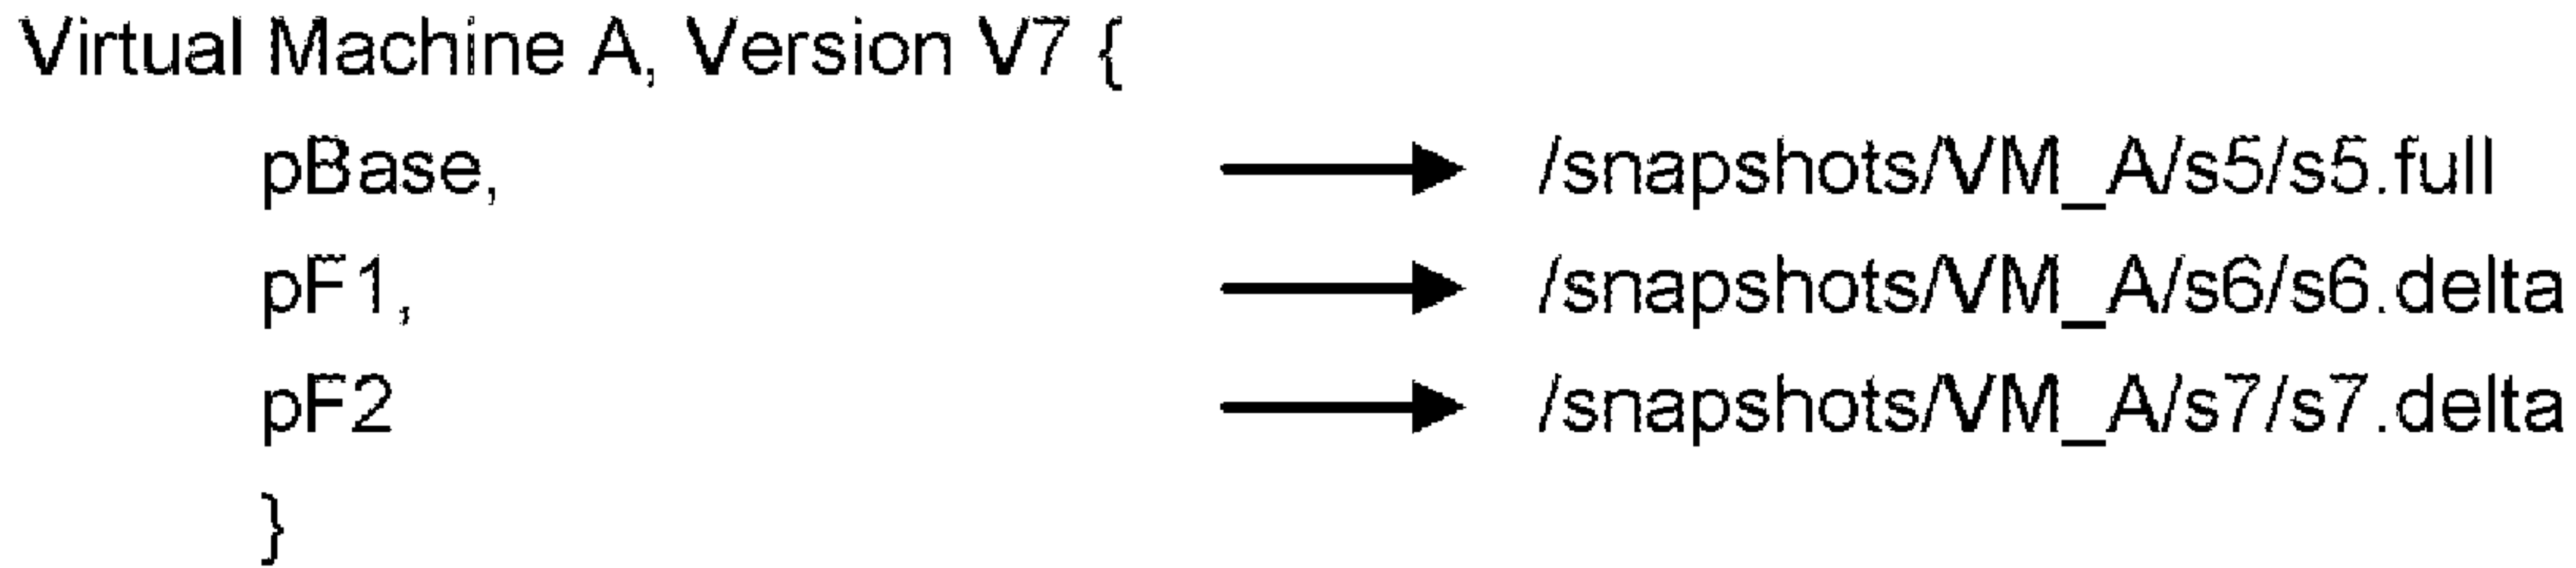 Virtual Machine A, Version V7 {
pBase, /snapshots/VM_A/s5/s5.full
pF1, /snapshots/VM_A/s6/s6.delta
pF2 /snapshots/VM_A/s7/s7.delta
}